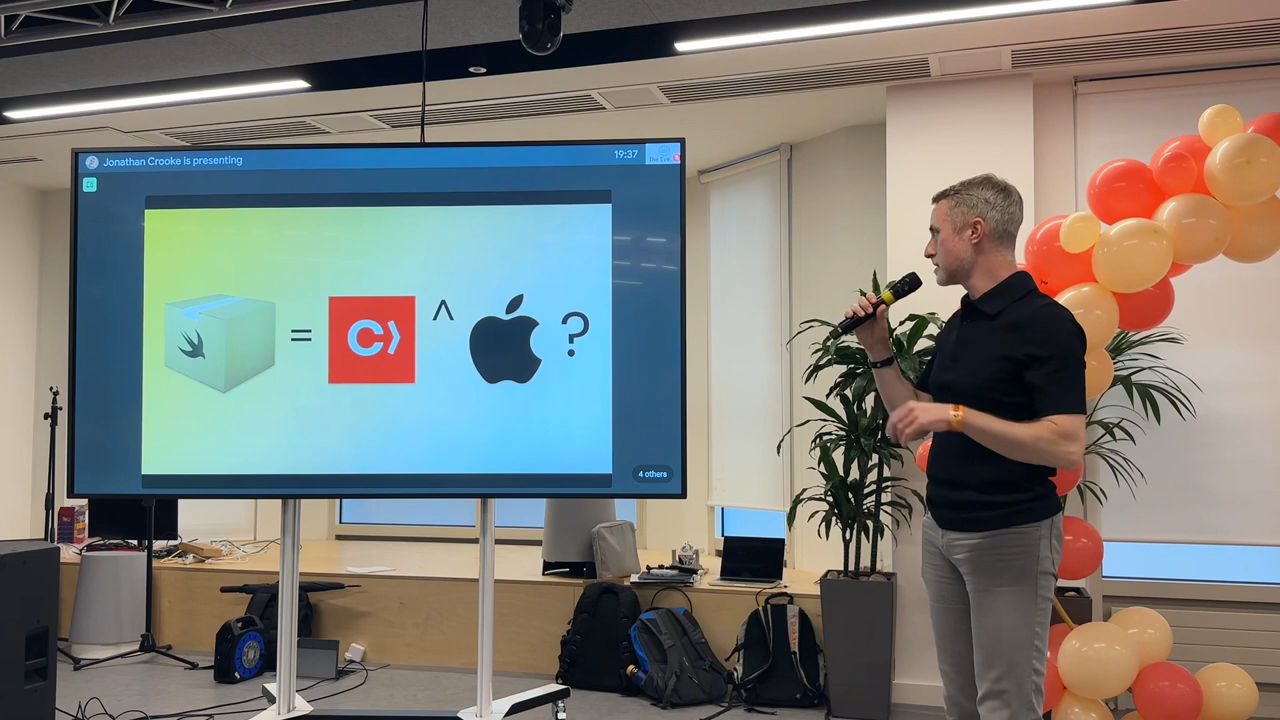 Jonathan Crooke is presenting
19:37
= ^ ?
4 others